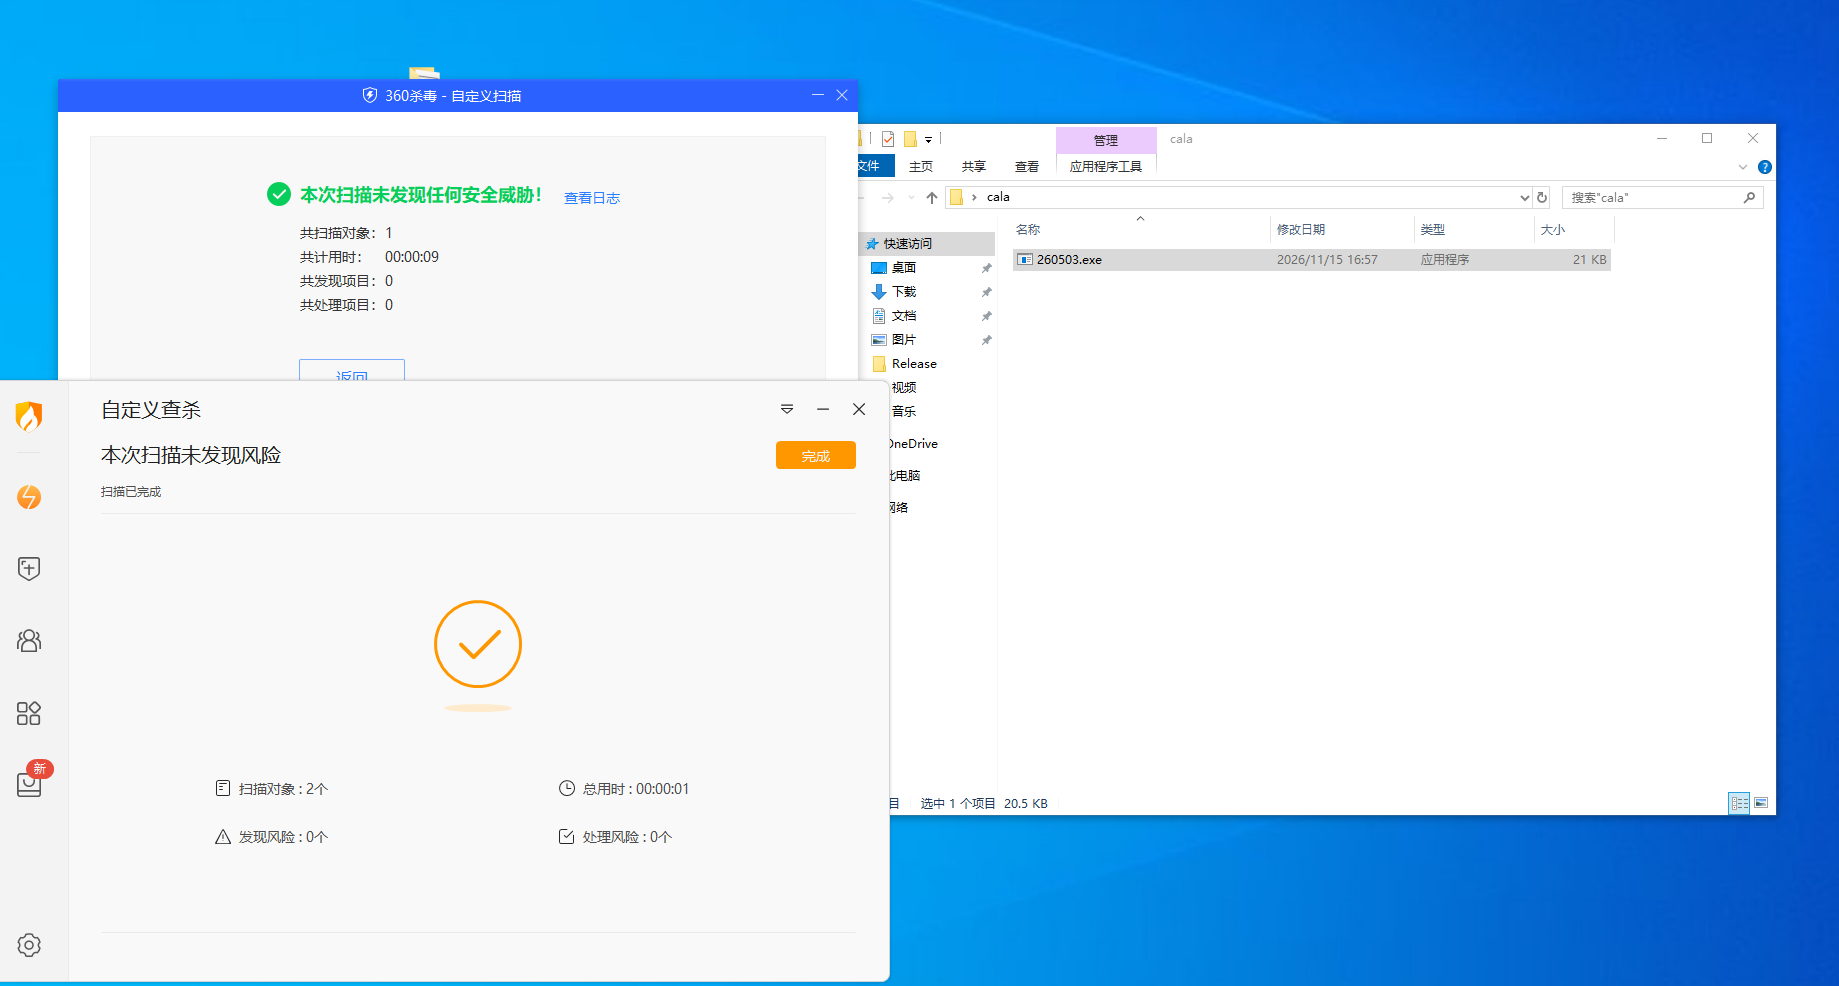 360杀毒 - 自定义扫描
本次扫描未发现任何安全威胁！ 查看日志
共扫描对象： 1
共计用时： 00:00:09
共发现项目： 0
共处理项目： 0
返回
自定义查杀
本次扫描未发现风险
完成
扫描已完成
扫描对象 : 2个
总用时 : 00:00:01
发现风险 : 0个
处理风险 : 0个
新
管理 cala
文件 主页 共享 查看 应用程序工具
cala
搜索"cala"
名称 修改日期 类型 大小
260503.exe 2026/11/15 16:57 应用程序 21 KB
快速访问
桌面
下载
文档
图片
Release
视频
音乐
OneDrive
此电脑
网络
选中 1 个项目 20.5 KB